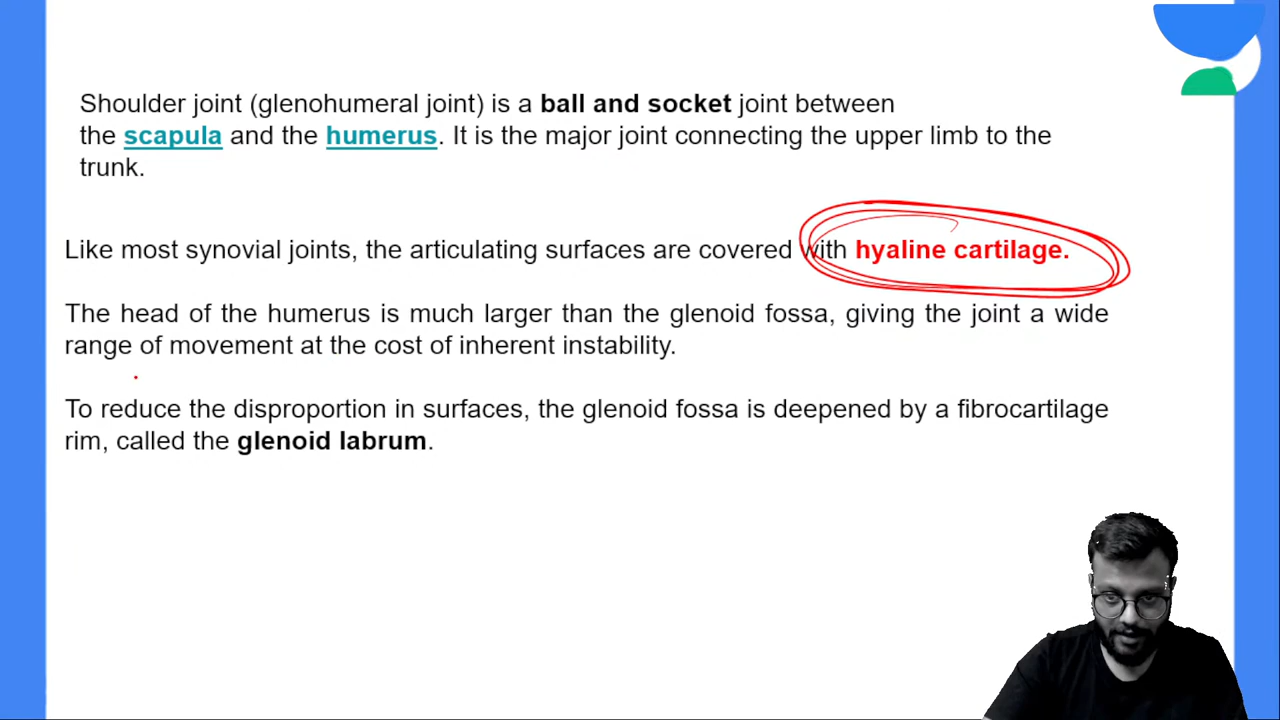 Shoulder joint (glenohumeral joint) is a ball and socket joint between
the scapula and the humerus. It is the major joint connecting the upper limb to the
trunk.
Like most synovial joints, the articulating surfaces are covered with hyaline cartilage.
The head of the humerus is much larger than the glenoid fossa, giving the joint a wide
range of movement at the cost of inherent instability.
To reduce the disproportion in surfaces, the glenoid fossa is deepened by a fibrocartilage
rim, called the glenoid labrum.